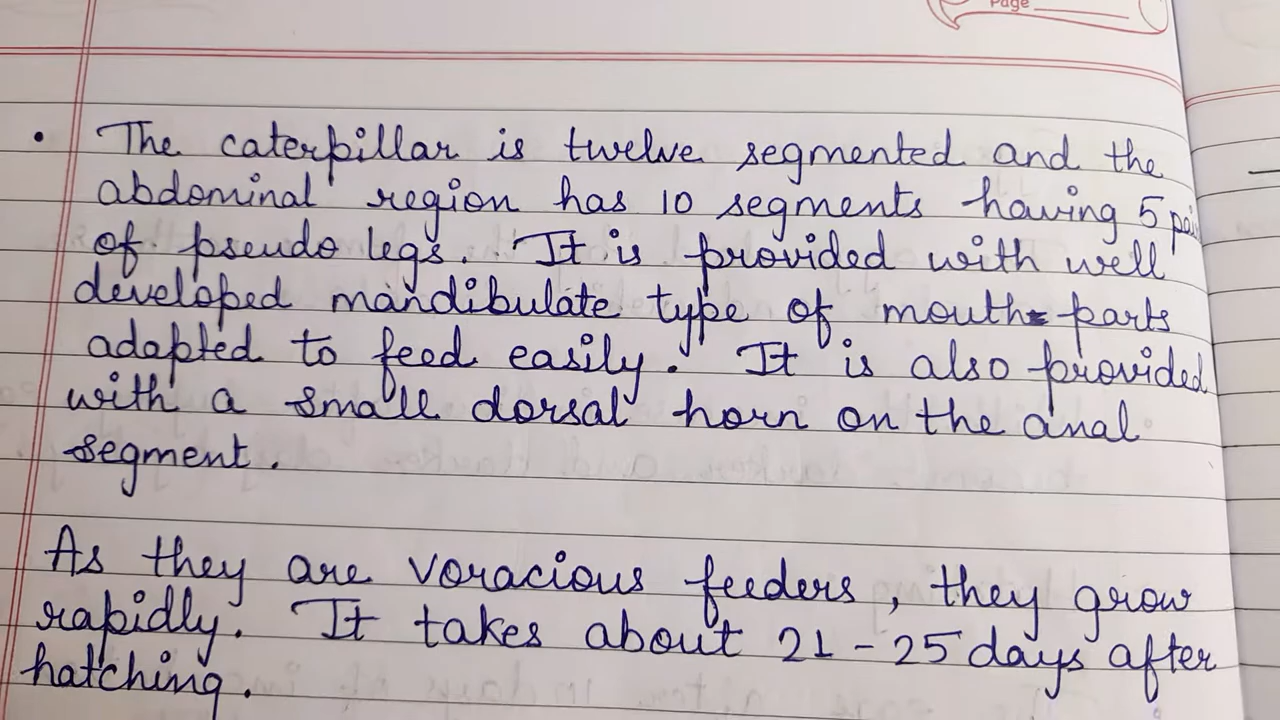 Page
• The caterpillar is twelve segmented and the
abdominal region has 10 segments having 5 pai
of pseudo legs. It is provided with well
developed mandibulate type of mouth-parts
adapted to feed easily. It is also provided
with a small dorsal horn on the anal
segment.
As they are voracious feeders, they grow
rapidly. It takes about 21-25 days after
hatching.